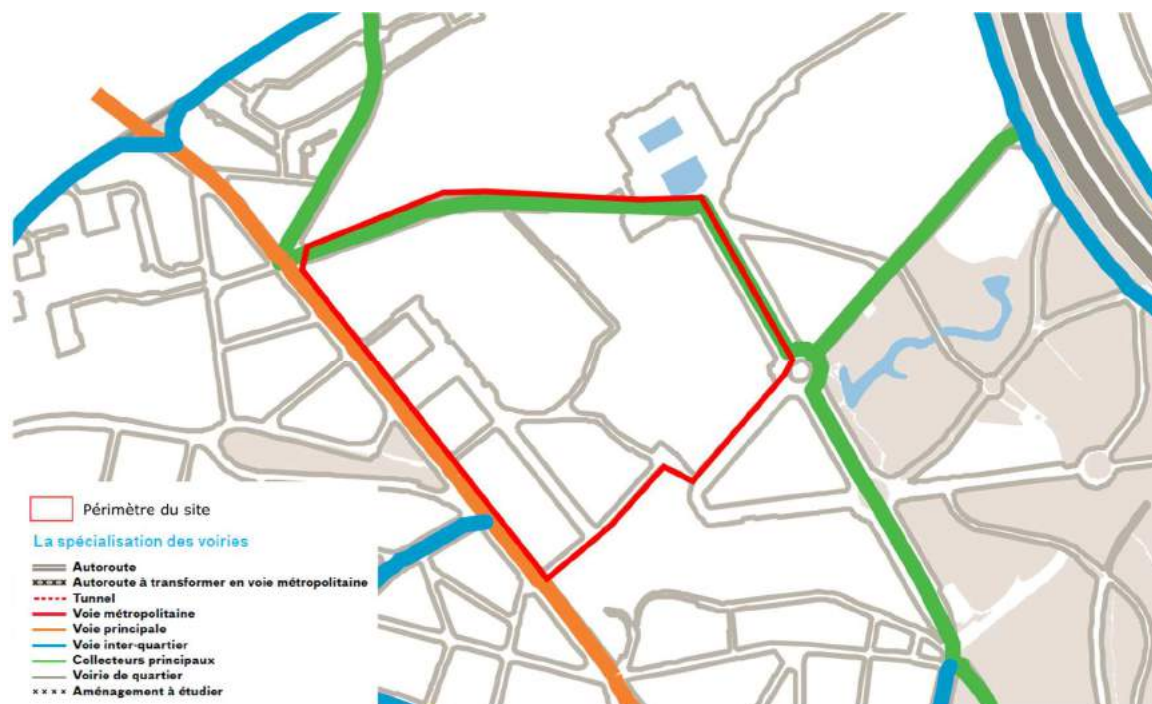 Périmètre du site
La spécialisation des voiries
Autoroute
Autoroute à transformer en voie métropolitaine
Tunnel
Voie métropolitaine
Voie principale
Voie inter-quartier
Collecteurs principaux
Voirie de quartier
Aménagement à étudier